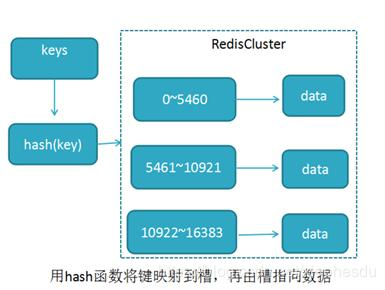 RedisCluster
keys
0~5460
data
hash(key)
5461~10921
data
10922~16383
data
用hash函数将键映射到槽，再由槽指向数据